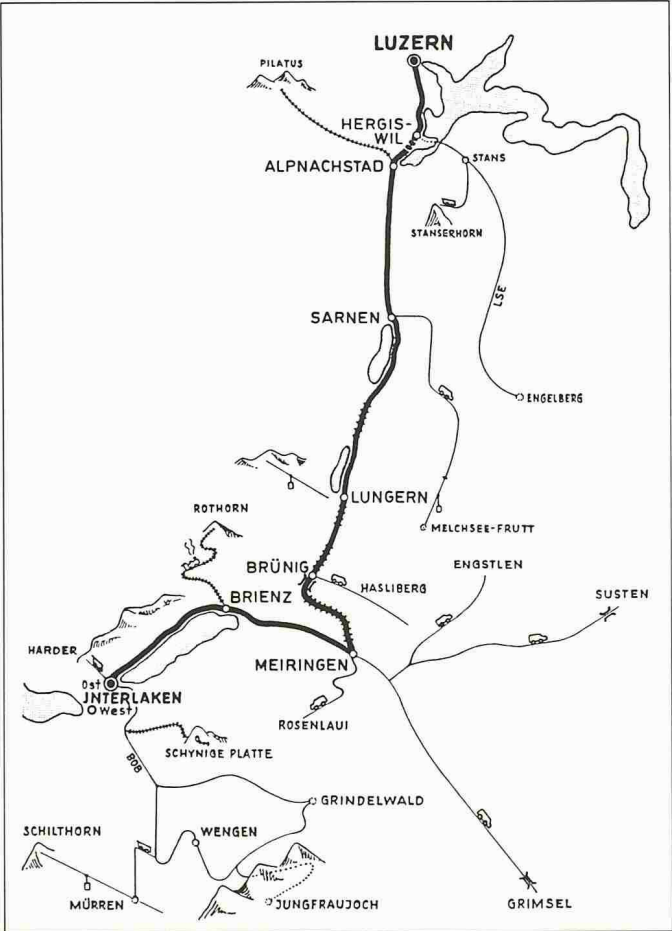 LUZERN
PILATUS
HERGIS-
WIL
ALPNACHSTAD
STANS
STANSERHORN
LSE
SARNEN
ENGELBERG
LUNGERN
ROTHORN
MELCHSEE-FRUTT
BRÜNIG
HASLIBERG
ENGSTLEN
SUSTEN
BRIENZ
HARDER
MEIRINGEN
Ost
JNTERLAKEN
West
ROSENLAUI
SCHYNIGE PLATTE
BOB
GRINDELWALD
SCHILTHORN
WENGEN
MÜRREN
JUNGFRAUJOCH
GRIMSEL